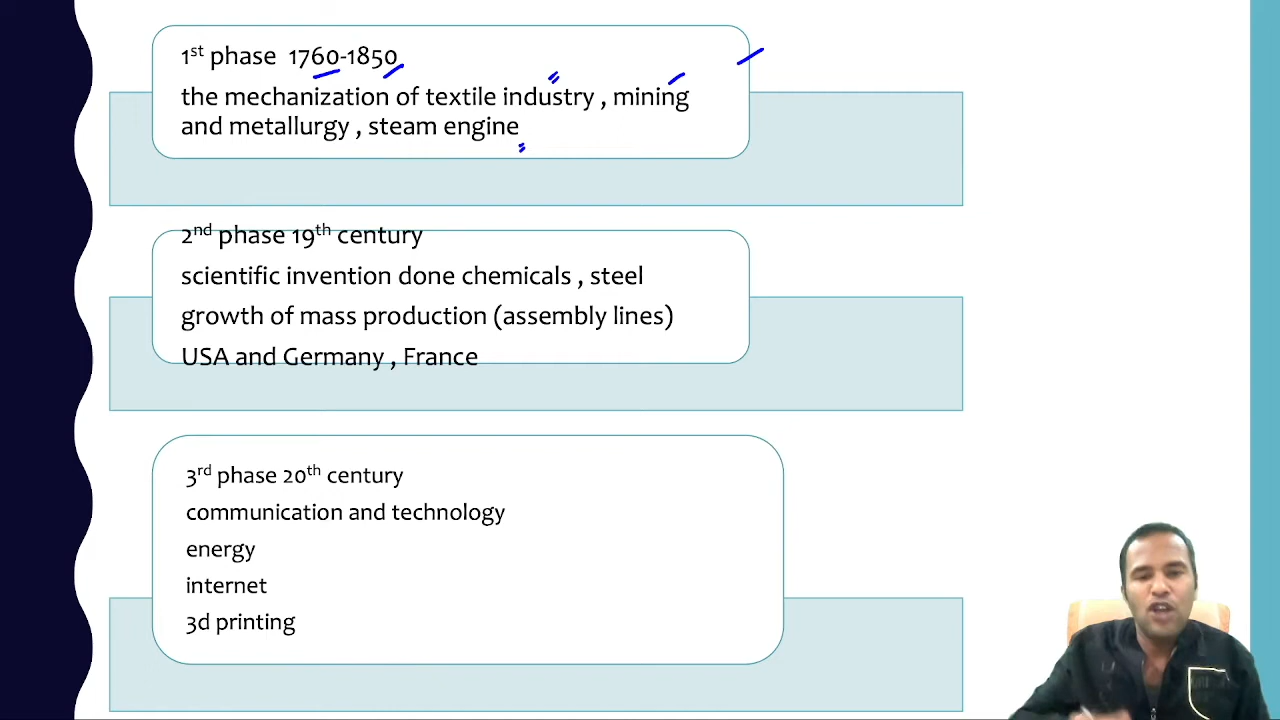 1st phase 1760-1850
the mechanization of textile industry , mining
and metallurgy , steam engine
2nd phase 19th century
scientific invention done chemicals , steel
growth of mass production (assembly lines)
USA and Germany , France
3rd phase 20th century
communication and technology
energy
internet
3d printing